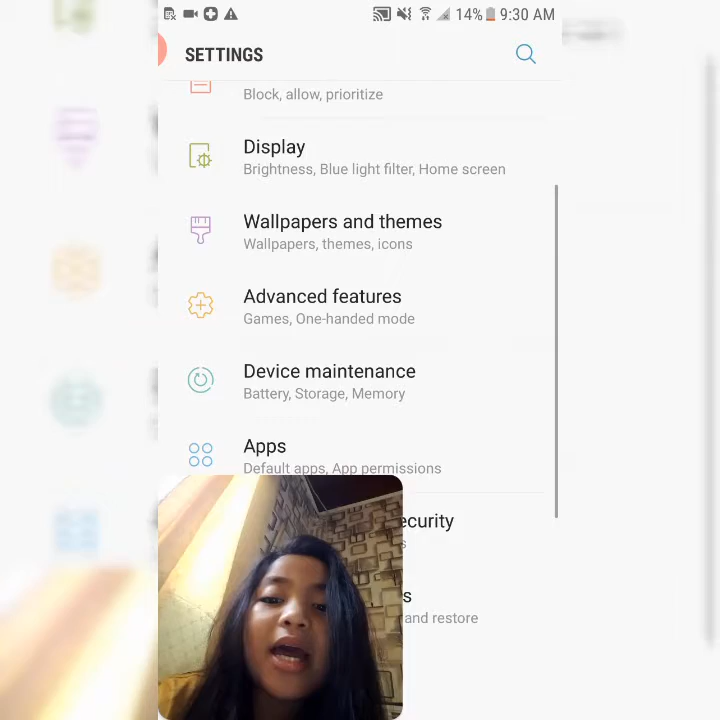 14% 9:30 AM
SETTINGS
Block, allow, prioritize
Display
Brightness, Blue light filter, Home screen
Wallpapers and themes
Wallpapers, themes, icons
Advanced features
Games, One-handed mode
Device maintenance
Battery, Storage, Memory
Apps
Default apps, App permissions
ecurity
s
s
and restore